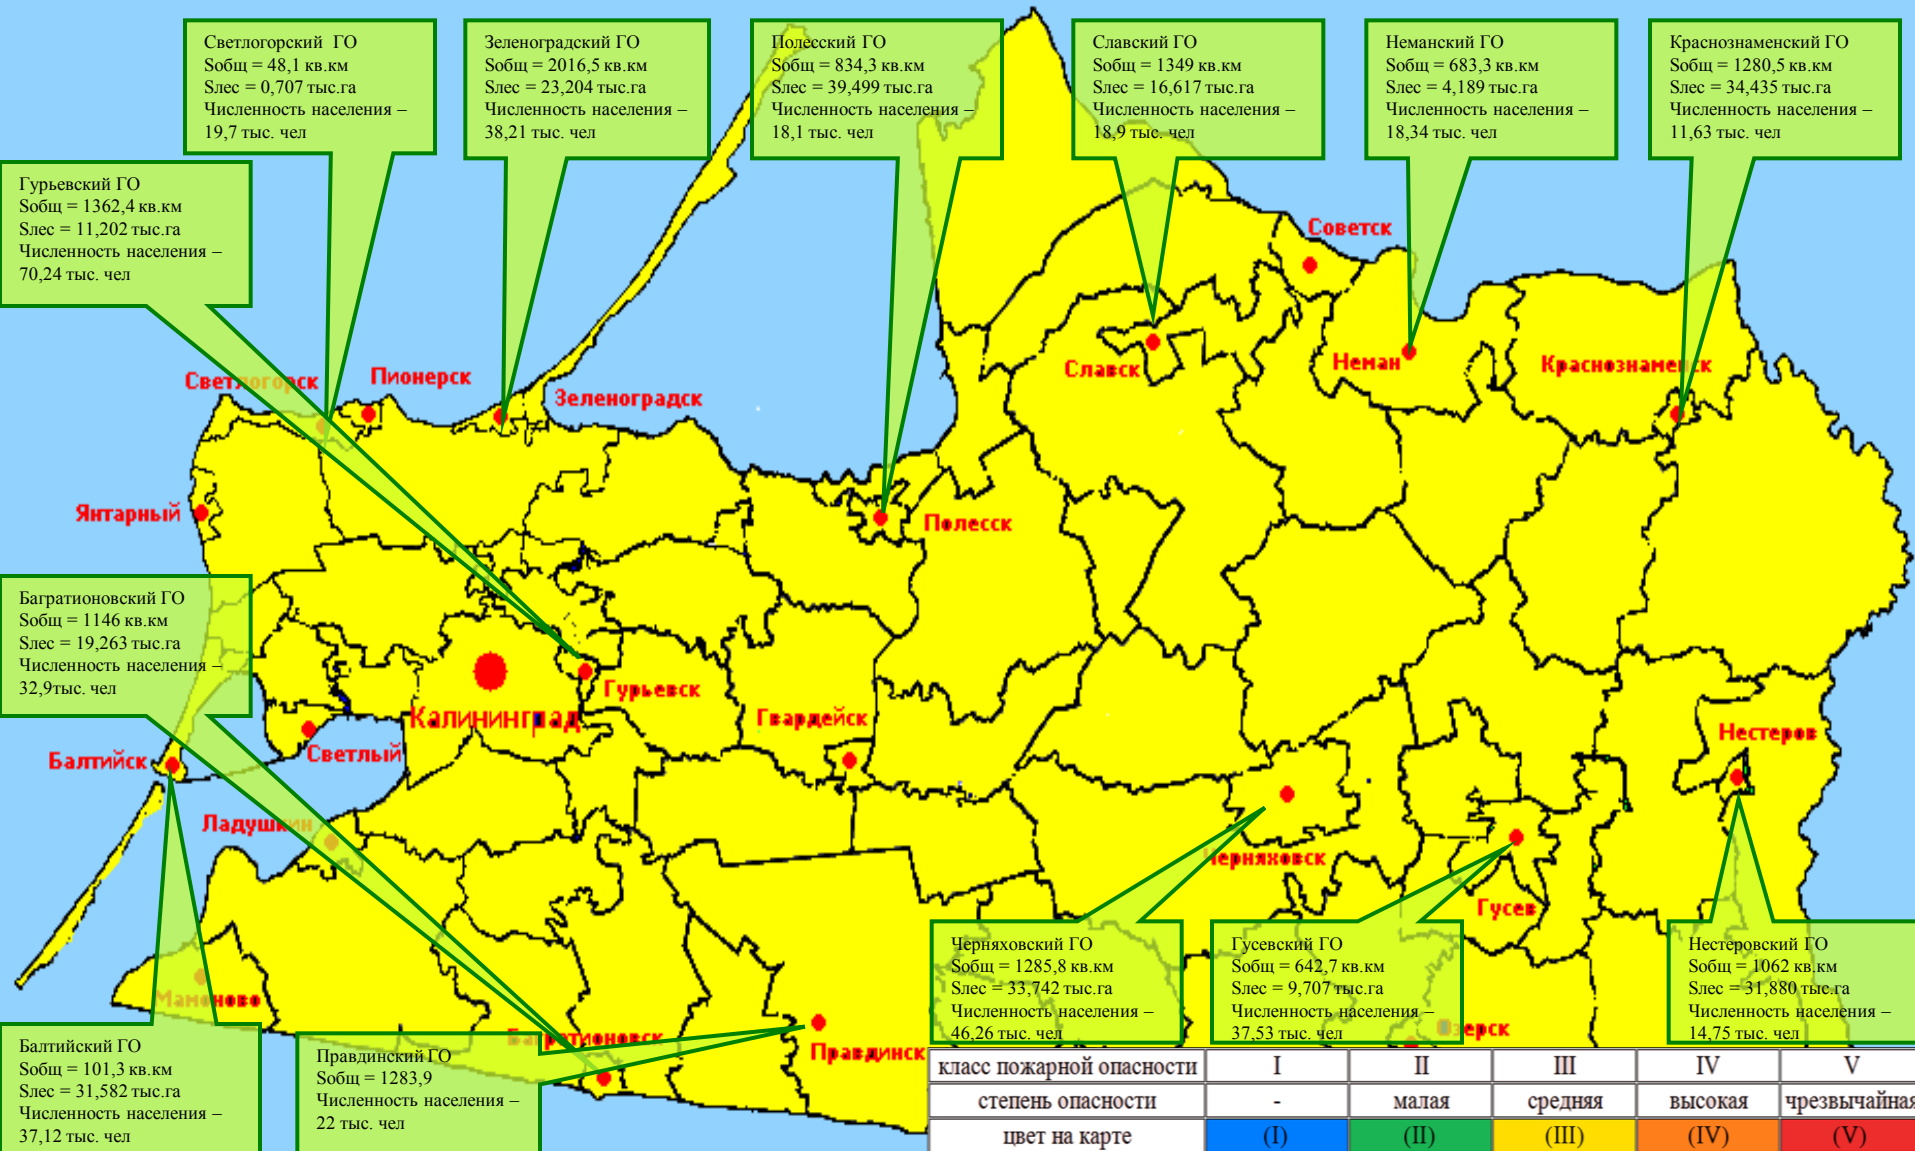 Светлогорский ГО
Sобщ = 48,1 кв.км
Sлес = 0,707 тыс.га
Численность населения –
19,7 тыс. чел
Зеленоградский ГО
Sобщ = 2016,5 кв.км
Sлес = 23,204 тыс.га
Численность населения –
38,21 тыс. чел
Полесский ГО
Sобщ = 834,3 кв.км
Sлес = 39,499 тыс.га
Численность населения –
18,1 тыс. чел
Славский ГО
Sобщ = 1349 кв.км
Sлес = 16,617 тыс.га
Численность населения –
18,9 тыс. чел
Неманский ГО
Sобщ = 683,3 кв.км
Sлес = 4,189 тыс.га
Численность населения –
18,34 тыс. чел
Краснознаменский ГО
Sобщ = 1280,5 кв.км
Sлес = 34,435 тыс.га
Численность населения –
11,63 тыс. чел
Гурьевский ГО
Sобщ = 1362,4 кв.км
Sлес = 11,202 тыс.га
Численность населения –
70,24 тыс. чел
Советск
Светлогорск
Пионерск
Зеленоградск
Славск
Неман
Краснознаменск
Янтарный
Полесск
Багратионовский ГО
Sобщ = 1146 кв.км
Sлес = 19,263 тыс.га
Численность населения –
32,9тыс. чел
Гурьевск
Калининград
Гвардейск
Нестеров
Балтийск
Светлый
Ладушкин
Черняховск
Гусев
Мамоново
Багратионовск
Правдинск
Озерск
Черняховский ГО
Sобщ = 1285,8 кв.км
Sлес = 33,742 тыс.га
Численность населения –
46,26 тыс. чел
Гусевский ГО
Sобщ = 642,7 кв.км
Sлес = 9,707 тыс.га
Численность населения –
37,53 тыс. чел
Нестеровский ГО
Sобщ = 1062 кв.км
Sлес = 31,880 тыс.га
Численность населения –
14,75 тыс. чел
Балтийский ГО
Sобщ = 101,3 кв.км
Sлес = 31,582 тыс.га
Численность населения –
37,12 тыс. чел
Правдинский ГО
Sобщ = 1283,9
Численность населения –
22 тыс. чел
класс пожарной опасности I II III IV V
степень опасности - малая средняя высокая чрезвычайная
цвет на карте (I) (II) (III) (IV) (V)